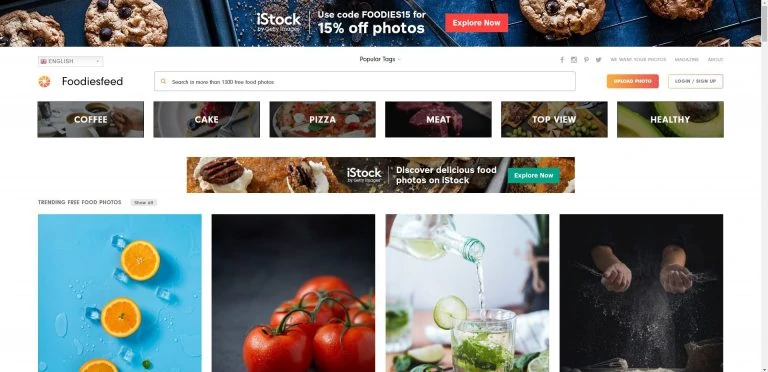 iStock
by Getty Images
Use code FOODIES15 for
15% off photos
Explore Now
ENGLISH
Popular Tags
WE WANT YOUR PHOTOS
MAGAZINE
ABOUT
Foodiesfeed
Search in more than 1500 free food photos
UPLOAD PHOTO
LOGIN / SIGN UP
COFFEE
CAKE
PIZZA
MEAT
TOP VIEW
HEALTHY
iStock
by Getty Images
Discover delicious food
photos on iStock
Explore Now
TRENDING FREE FOOD PHOTOS
Show all